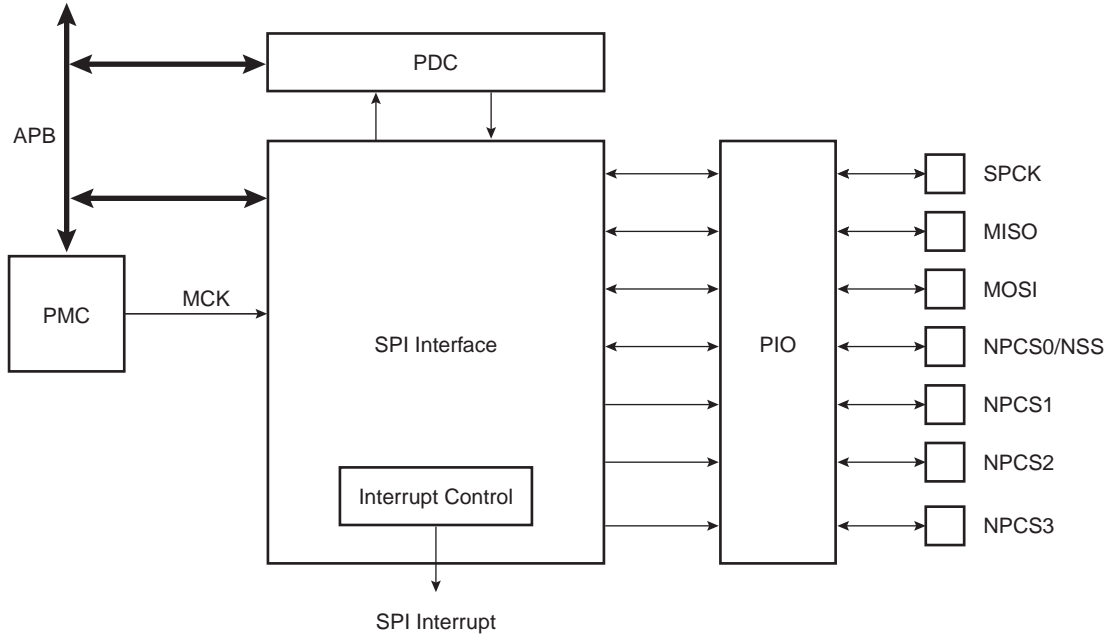 PDC
APB
SPCK
MISO
MCK
MOSI
PMC
SPI Interface
PIO
NPCS0/NSS
NPCS1
NPCS2
Interrupt Control
NPCS3
SPI Interrupt